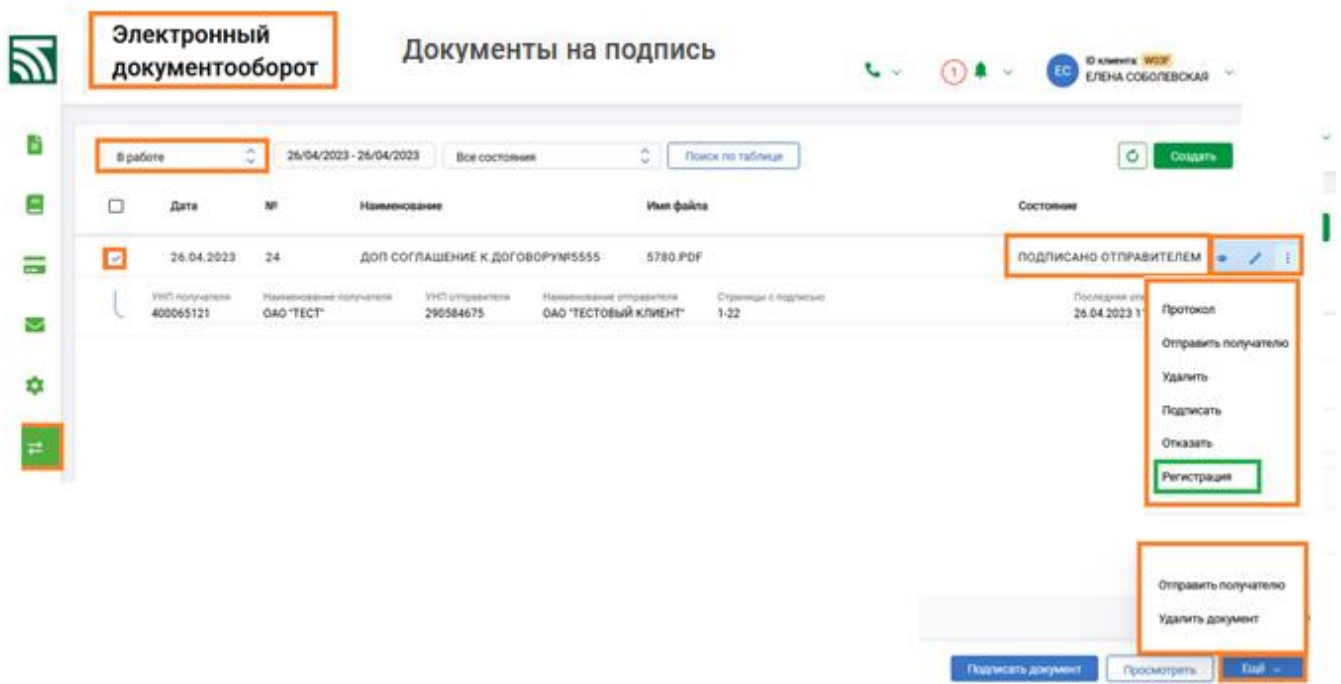 Электронный
документооборот
Документы на подпись
1
ЕС
ID клиента: W03F
ЕЛЕНА СОБОЛЕВСКАЯ
В работе
26/04/2023 - 26/04/2023
Все состояния
Поиск по таблице
Создать
Дата № Наименование Имя файла Состояние
26.04.2023 24 ДОП СОГЛАШЕНИЕ К ДОГОВОРУ№5555 5780.PDF ПОДПИСАНО ОТПРАВИТЕЛЕМ
УНП получателя Наименование получателя УНП отправителя Наименование отправителя Страницы с подписью Последняя
400065121 ОАО "ТЕСТ" 290584675 ОАО "ТЕСТОВЫЙ КЛИЕНТ" 1-22 26.04.2023
Протокол
Отправить получателю
Удалить
Подписать
Отказать
Регистрация
Отправить получателю
Удалить документ
Подписать документ
Просмотреть
Ещё